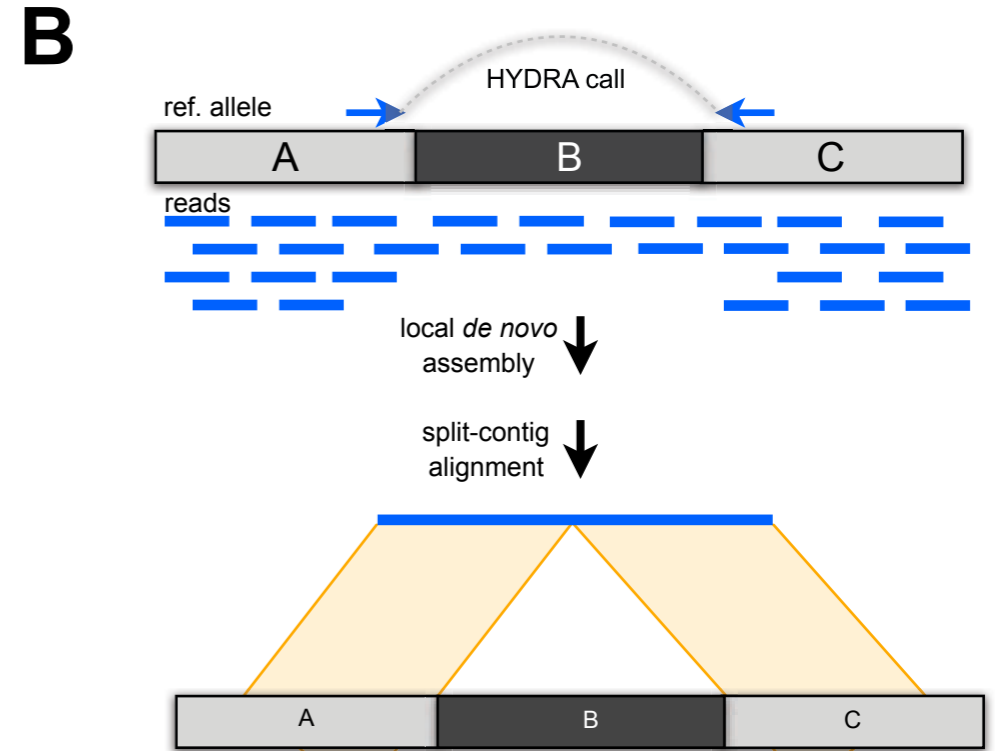 B
HYDRA call
ref. allele
A B C
reads
local de novo
assembly
split-contig
alignment
A B C